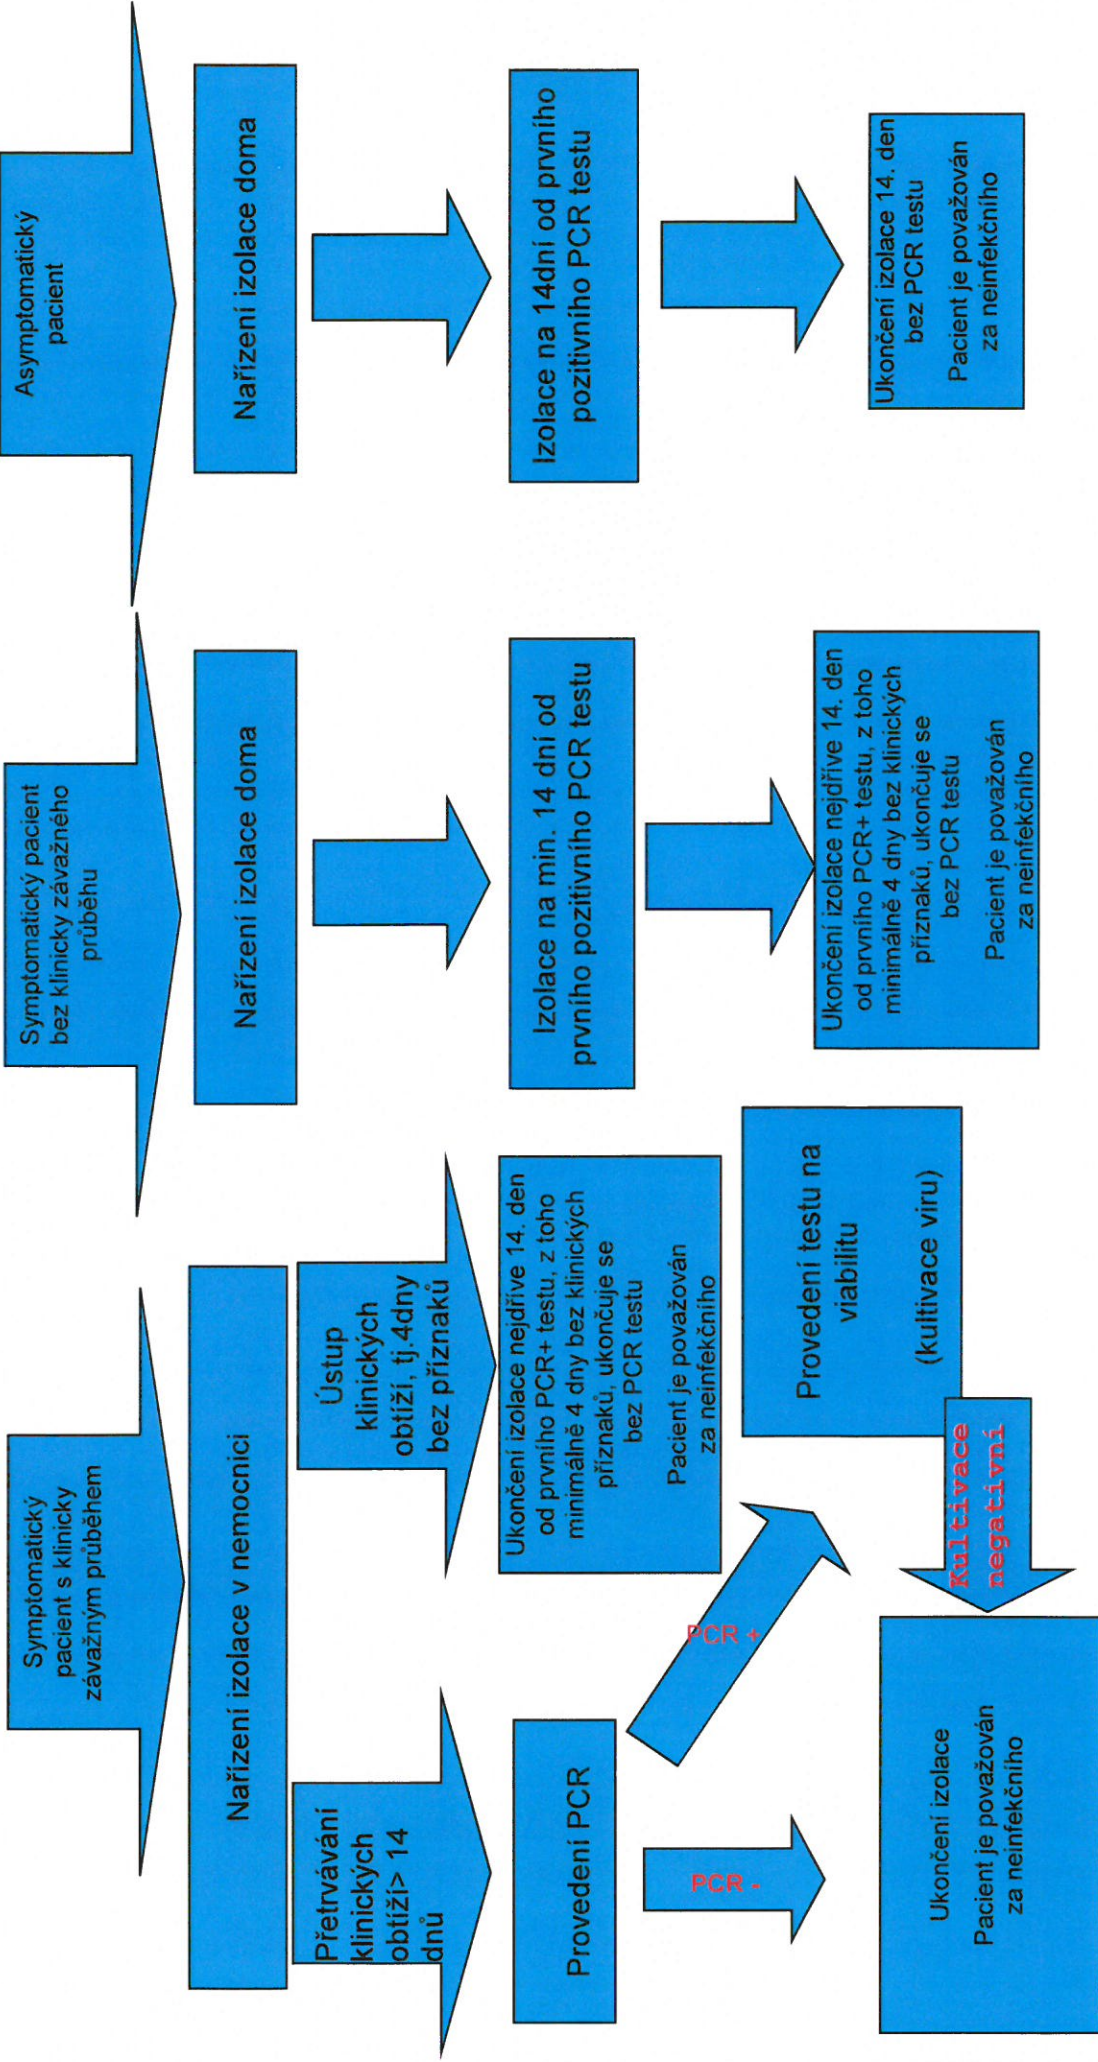 Symptomatický
pacient s klinicky
závažným průběhem
Nařízení izolace v nemocnici
Přetrvávání
klinických
obtíží> 14
dnů
Provedení PCR
PCR -
PCR +
Ústup
klinických
obtíží, tj.4dny
bez příznaků
Ukončení izolace nejdříve 14. den
od prvního PCR+ testu, z toho
minimálně 4 dny bez klinických
příznaků, ukončuje se
bez PCR testu
Pacient je považován
za neinfekčního
Provedení testu na
viabilitu
(kultivace viru)
Kultivace
negativní
Ukončení izolace
Pacient je považován
za neinfekčního
Symptomatický pacient
bez klinicky závažného
průběhu
Nařízení izolace doma
Izolace na min. 14 dní od
prvního pozitivního PCR testu
Ukončení izolace nejdříve 14. den
od prvního PCR+ testu, z toho
minimálně 4 dny bez klinických
příznaků, ukončuje se
bez PCR testu
Pacient je považován
za neinfekčního
Asymptomatický
pacient
Nařízení izolace doma
Izolace na 14dní od prvního
pozitivního PCR testu
Ukončení izolace 14. den
bez PCR testu
Pacient je považován
za neinfekčního